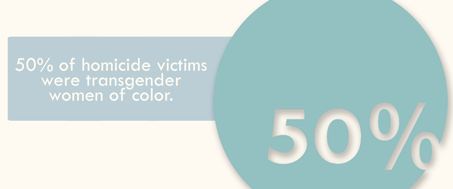 50% of homicide victims
were transgender
women of color.
50%